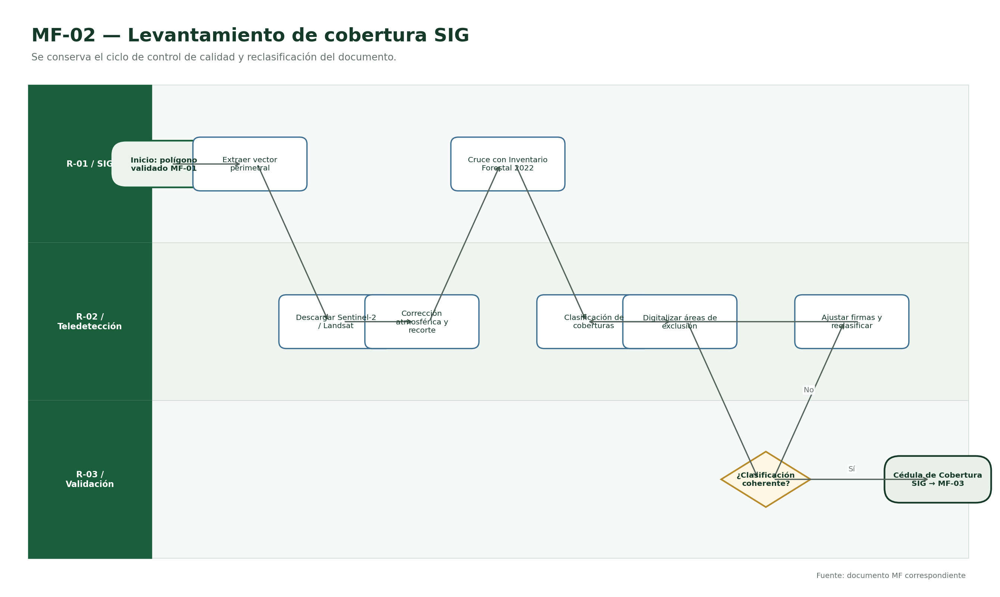 MF-02 — Levantamiento de cobertura SIG
Se conserva el ciclo de control de calidad y reclasificación del documento.
R-01 / SIG
Inicio: polígono
validado MF-01
Extraer vector
perimetral
Cruce con Inventario
Forestal 2022
R-02 /
Teledetección
Descargar Sentinel-2
/ Landsat
Corrección
atmosférica y
recorte
Clasificación de
coberturas
Digitalizar áreas de
exclusión
Ajustar firmas y
reclasificar
No
R-03 /
Validación
¿Clasificación
coherente?
Sí
Cédula de Cobertura
SIG → MF-03
Fuente: documento MF correspondiente